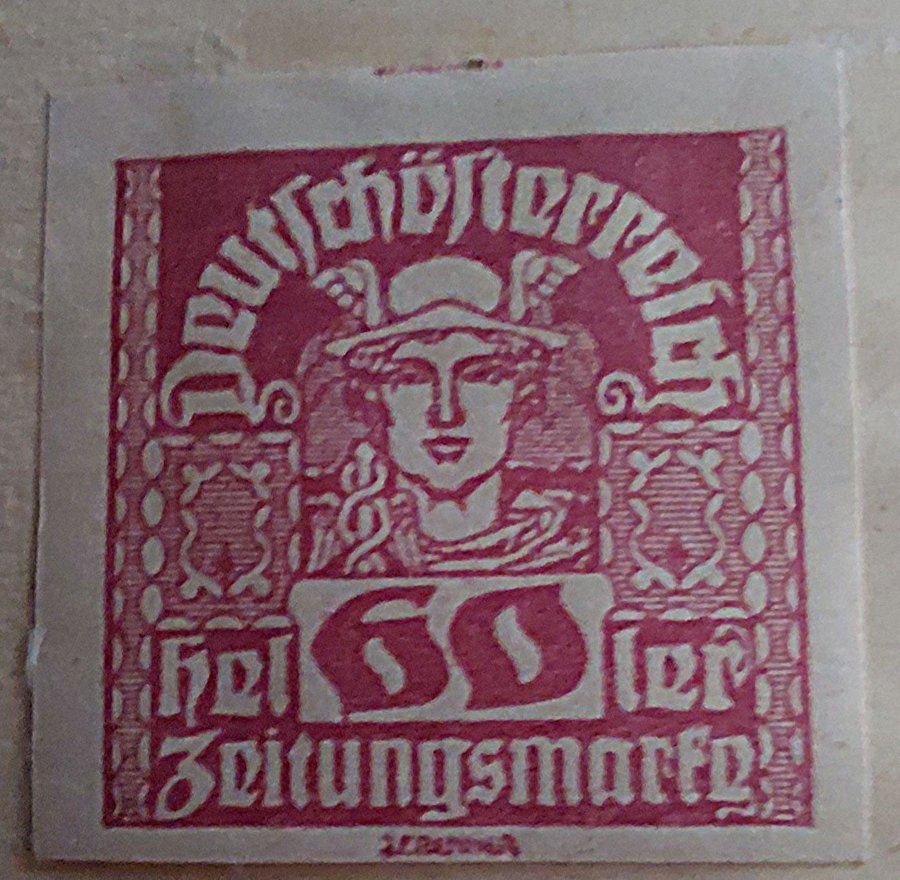 Deutschösterreich
60
heller
Zeitungsmarke